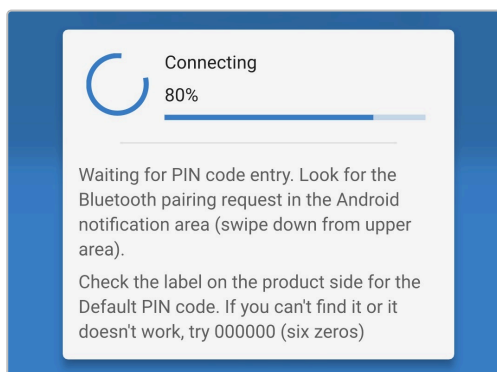 Connecting
80%
Waiting for PIN code entry. Look for the
Bluetooth pairing request in the Android
notification area (swipe down from upper
area).
Check the label on the product side for the
Default PIN code. If you can't find it or it
doesn't work, try 000000 (six zeros)